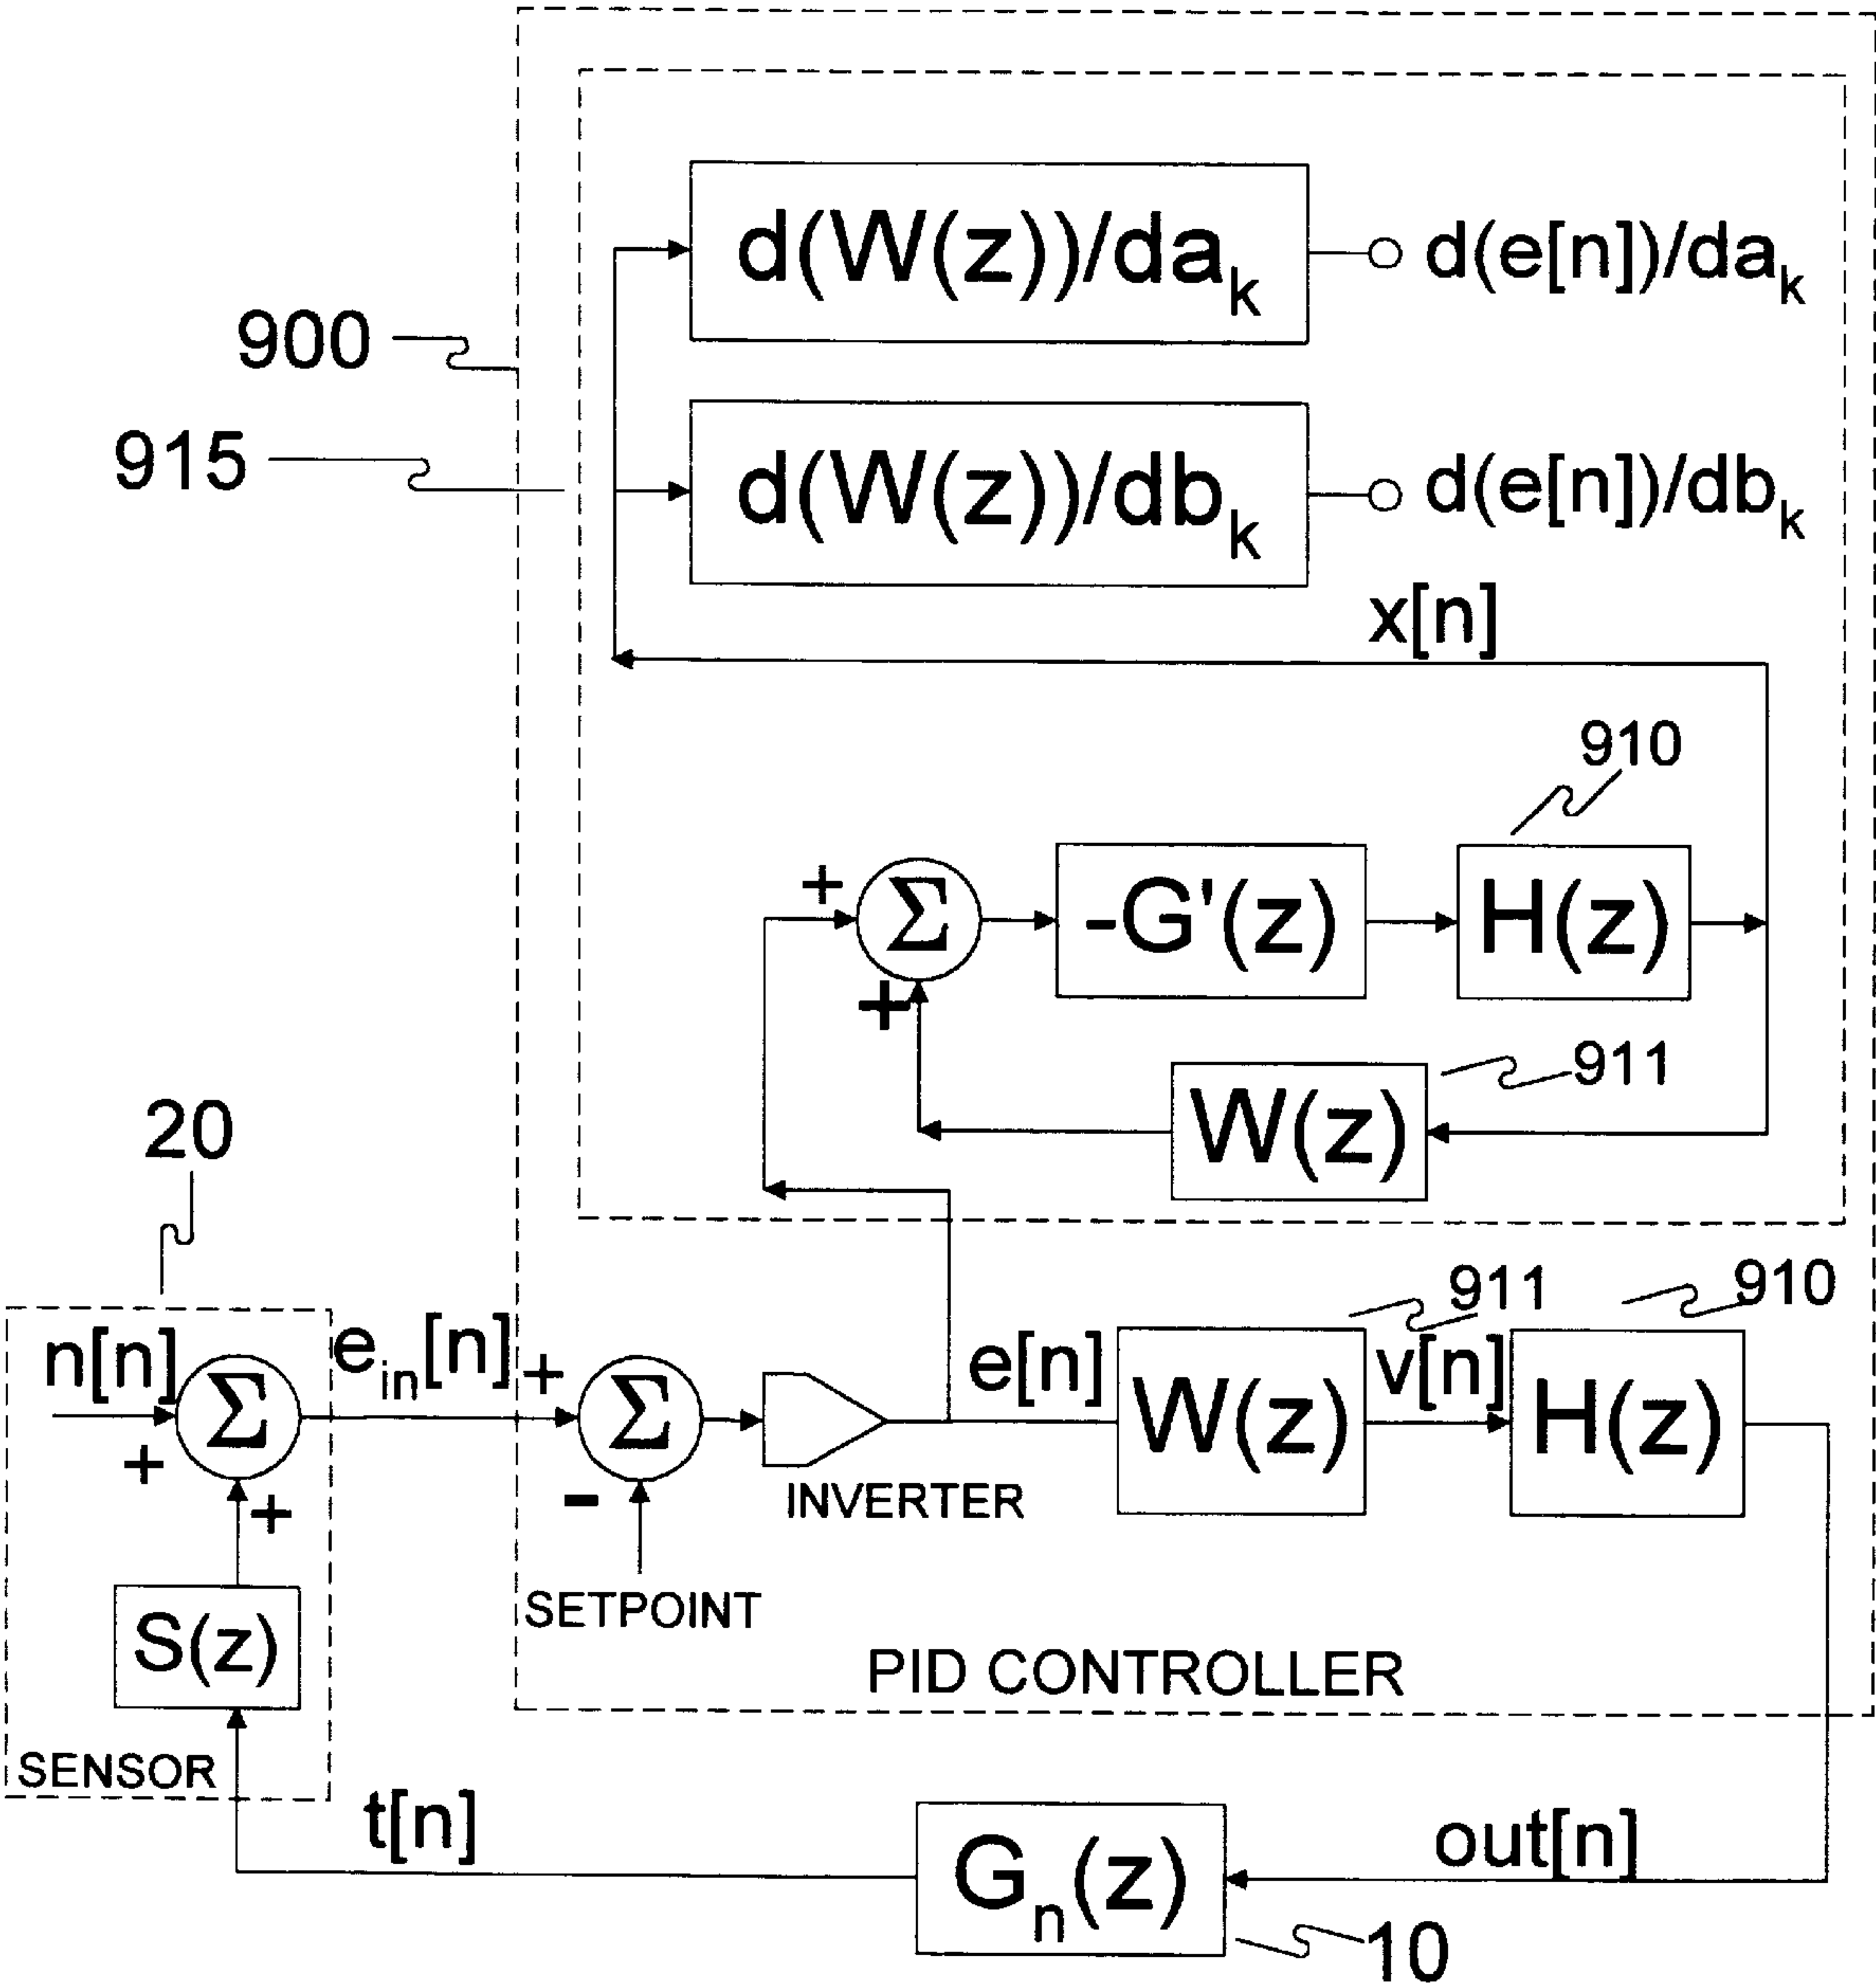 d(W(z))/da_k
d(e[n])/da_k
900
915
d(W(z))/db_k
d(e[n])/db_k
x[n]
910
+
Σ
-G'(z)
H(z)
+
911
W(z)
20
911
910
n[n]
Σ
e_in[n]
+
Σ
e[n]
W(z)
v[n]
H(z)
+
+
-
INVERTER
SETPOINT
S(z)
PID CONTROLLER
SENSOR
t[n]
G_n(z)
out[n]
10